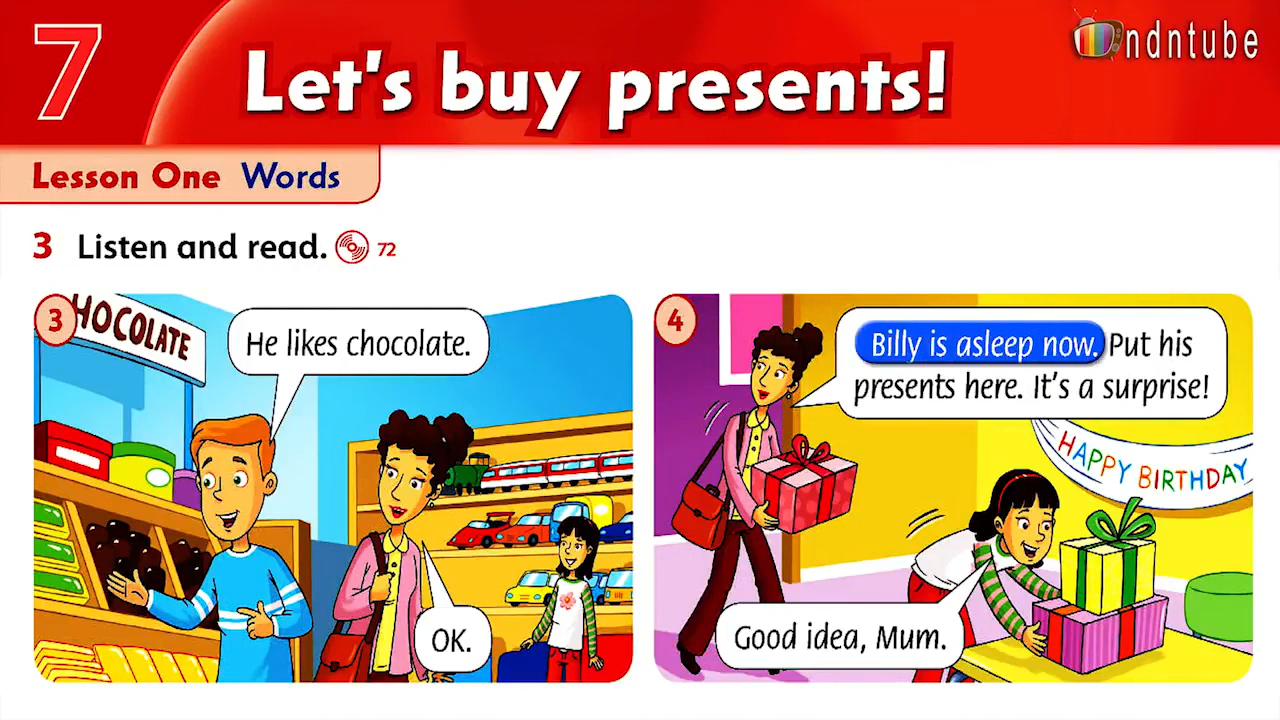 7
Let's buy presents!
ndntube
Lesson One Words
3 Listen and read. 72
3
HOCOLATE
He likes chocolate.
OK.
4
Billy is asleep now. Put his
presents here. It's a surprise!
HAPPY BIRTHDAY
Good idea, Mum.